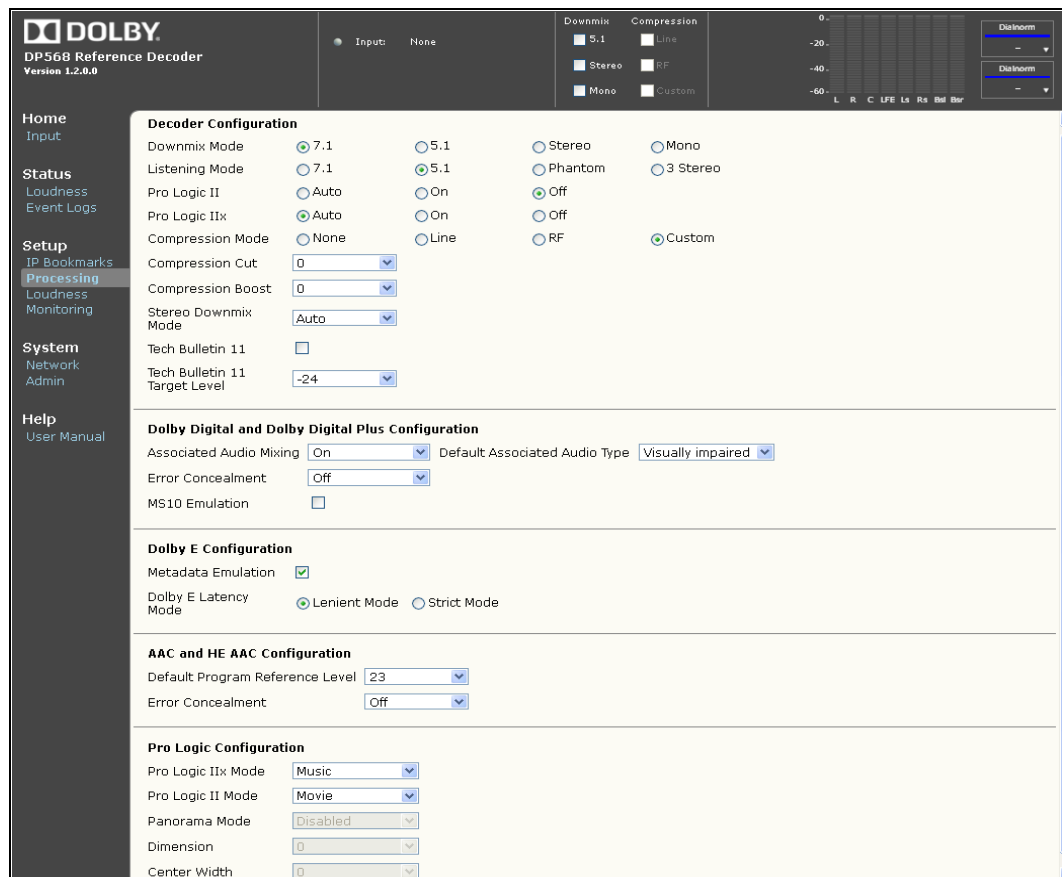 DOLBY.
DP568 Reference Decoder
Version 1.2.0.0
Input: None
Downmix Compression
5.1 Line
Stereo RF
Mono Custom
0
-20
-40
-60
L R C LFE Ls Rs Bsl Bsr
Dialnorm
-
Dialnorm
-
Home
Input
Status
Loudness
Event Logs
Setup
IP Bookmarks
Processing
Loudness
Monitoring
System
Network
Admin
Help
User Manual
Decoder Configuration
Downmix Mode 7.1 5.1 Stereo Mono
Listening Mode 7.1 5.1 Phantom 3 Stereo
Pro Logic II Auto On Off
Pro Logic IIx Auto On Off
Compression Mode None Line RF Custom
Compression Cut 0
Compression Boost 0
Stereo Downmix
Mode Auto
Tech Bulletin 11
Tech Bulletin 11
Target Level -24
Dolby Digital and Dolby Digital Plus Configuration
Associated Audio Mixing On Default Associated Audio Type Visually impaired
Error Concealment Off
MS10 Emulation
Dolby E Configuration
Metadata Emulation
Dolby E Latency
Mode Lenient Mode Strict Mode
AAC and HE AAC Configuration
Default Program Reference Level 23
Error Concealment Off
Pro Logic Configuration
Pro Logic IIx Mode Music
Pro Logic II Mode Movie
Panorama Mode Disabled
Dimension 0
Center Width 0